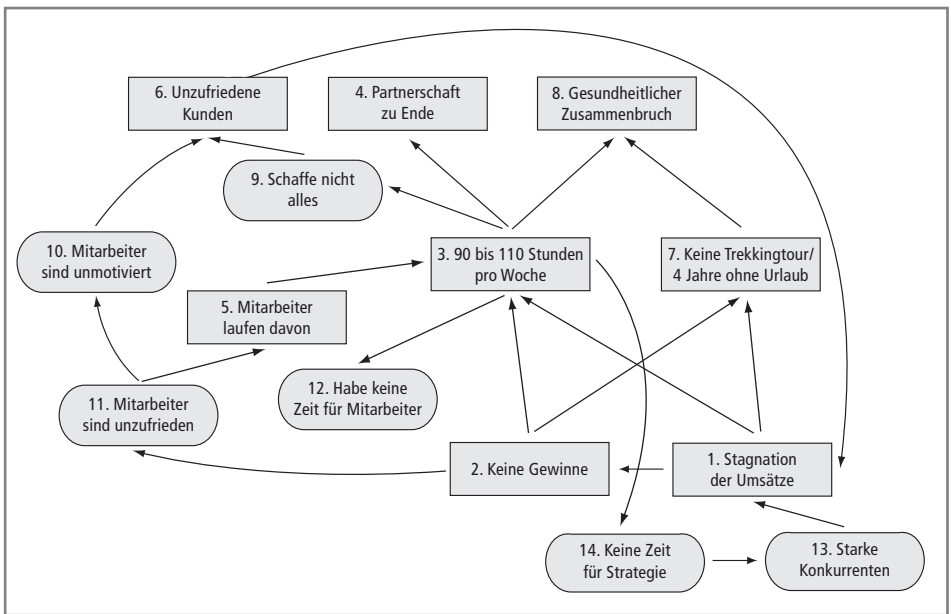 6. Unzufriedene
Kunden
4. Partnerschaft
zu Ende
8. Gesundheitlicher
Zusammenbruch
9. Schaffe nicht
alles
10. Mitarbeiter
sind unmotiviert
3. 90 bis 110 Stunden
pro Woche
7. Keine Trekkingtour/
4 Jahre ohne Urlaub
5. Mitarbeiter
laufen davon
12. Habe keine
Zeit für Mitarbeiter
11. Mitarbeiter
sind unzufrieden
2. Keine Gewinne
1. Stagnation
der Umsätze
14. Keine Zeit
für Strategie
13. Starke
Konkurrenten